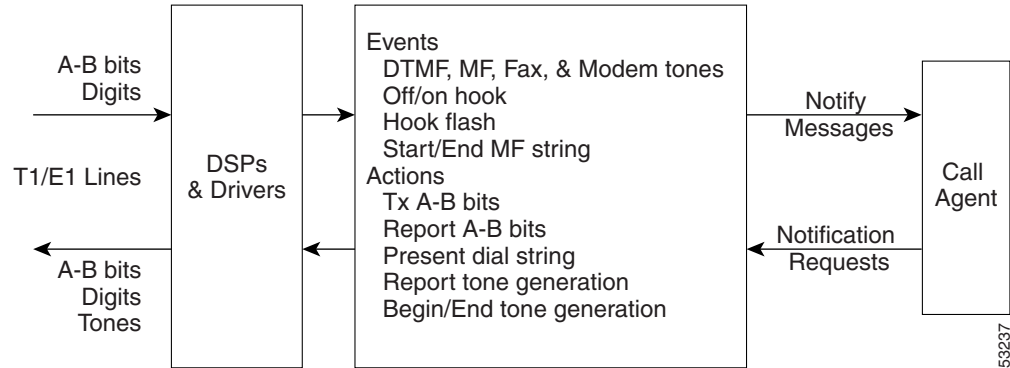 A-B bits
Digits
T1/E1 Lines
A-B bits
Digits
Tones
DSPs
& Drivers
Events
DTMF, MF, Fax, & Modem tones
Off/on hook
Hook flash
Start/End MF string
Actions
Tx A-B bits
Report A-B bits
Present dial string
Report tone generation
Begin/End tone generation
Notify
Messages
Notification
Requests
Call
Agent
53237